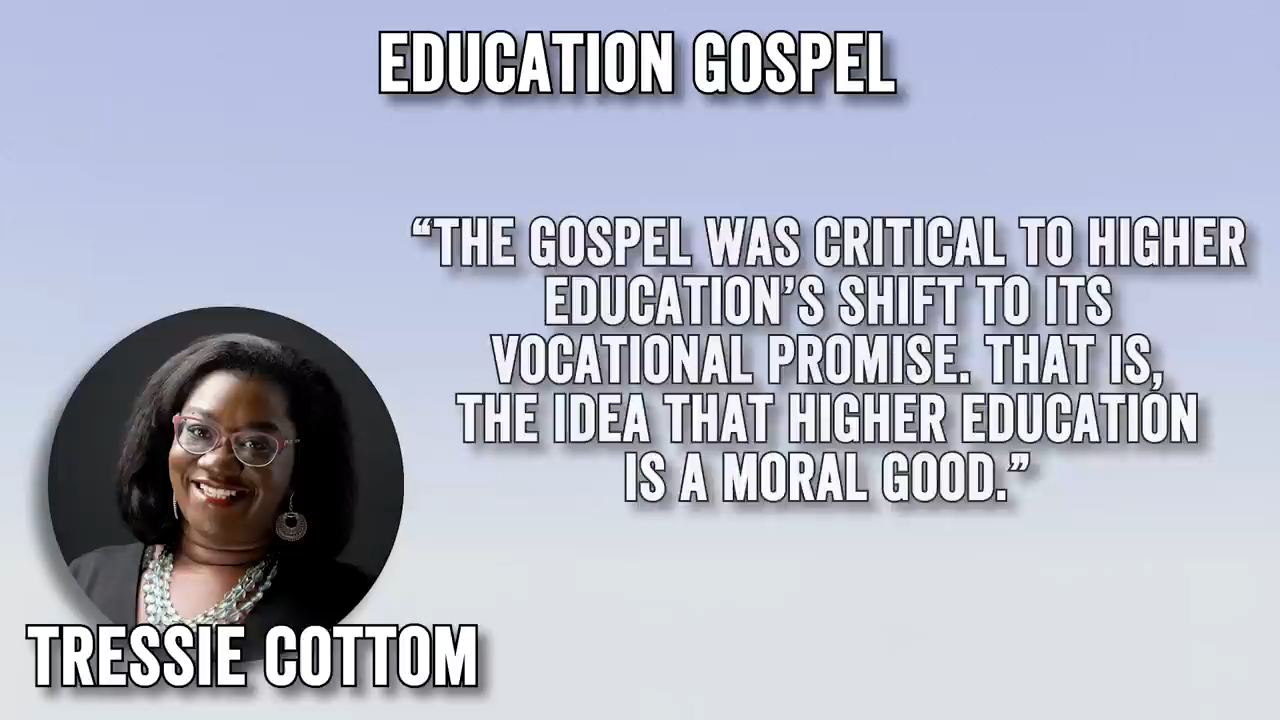 EDUCATION GOSPEL
“THE GOSPEL WAS CRITICAL TO HIGHER
EDUCATION’S SHIFT TO ITS
VOCATIONAL PROMISE. THAT IS,
THE IDEA THAT HIGHER EDUCATION
IS A MORAL GOOD.”
TRESSIE COTTOM